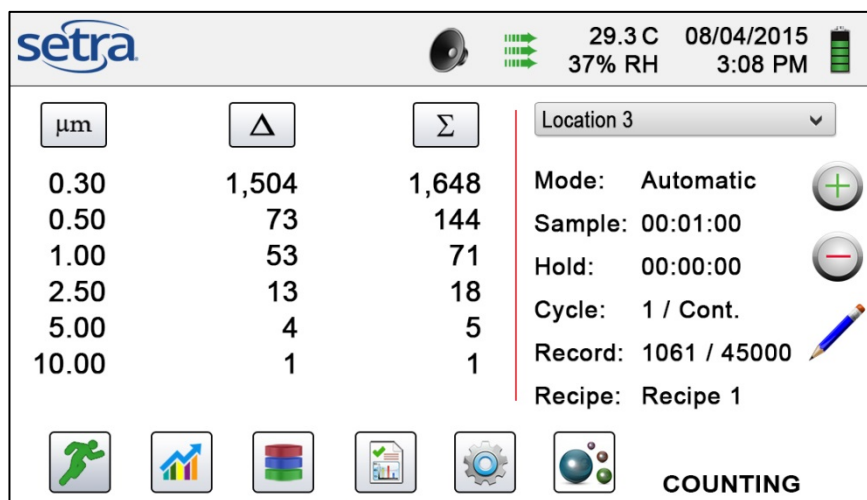 setra
29.3 C 08/04/2015
37% RH 3:08 PM
µm Δ Σ
0.30 1,504 1,648
0.50 73 144
1.00 53 71
2.50 13 18
5.00 4 5
10.00 1 1
Location 3
Mode: Automatic
Sample: 00:01:00
Hold: 00:00:00
Cycle: 1 / Cont.
Record: 1061 / 45000
Recipe: Recipe 1
COUNTING